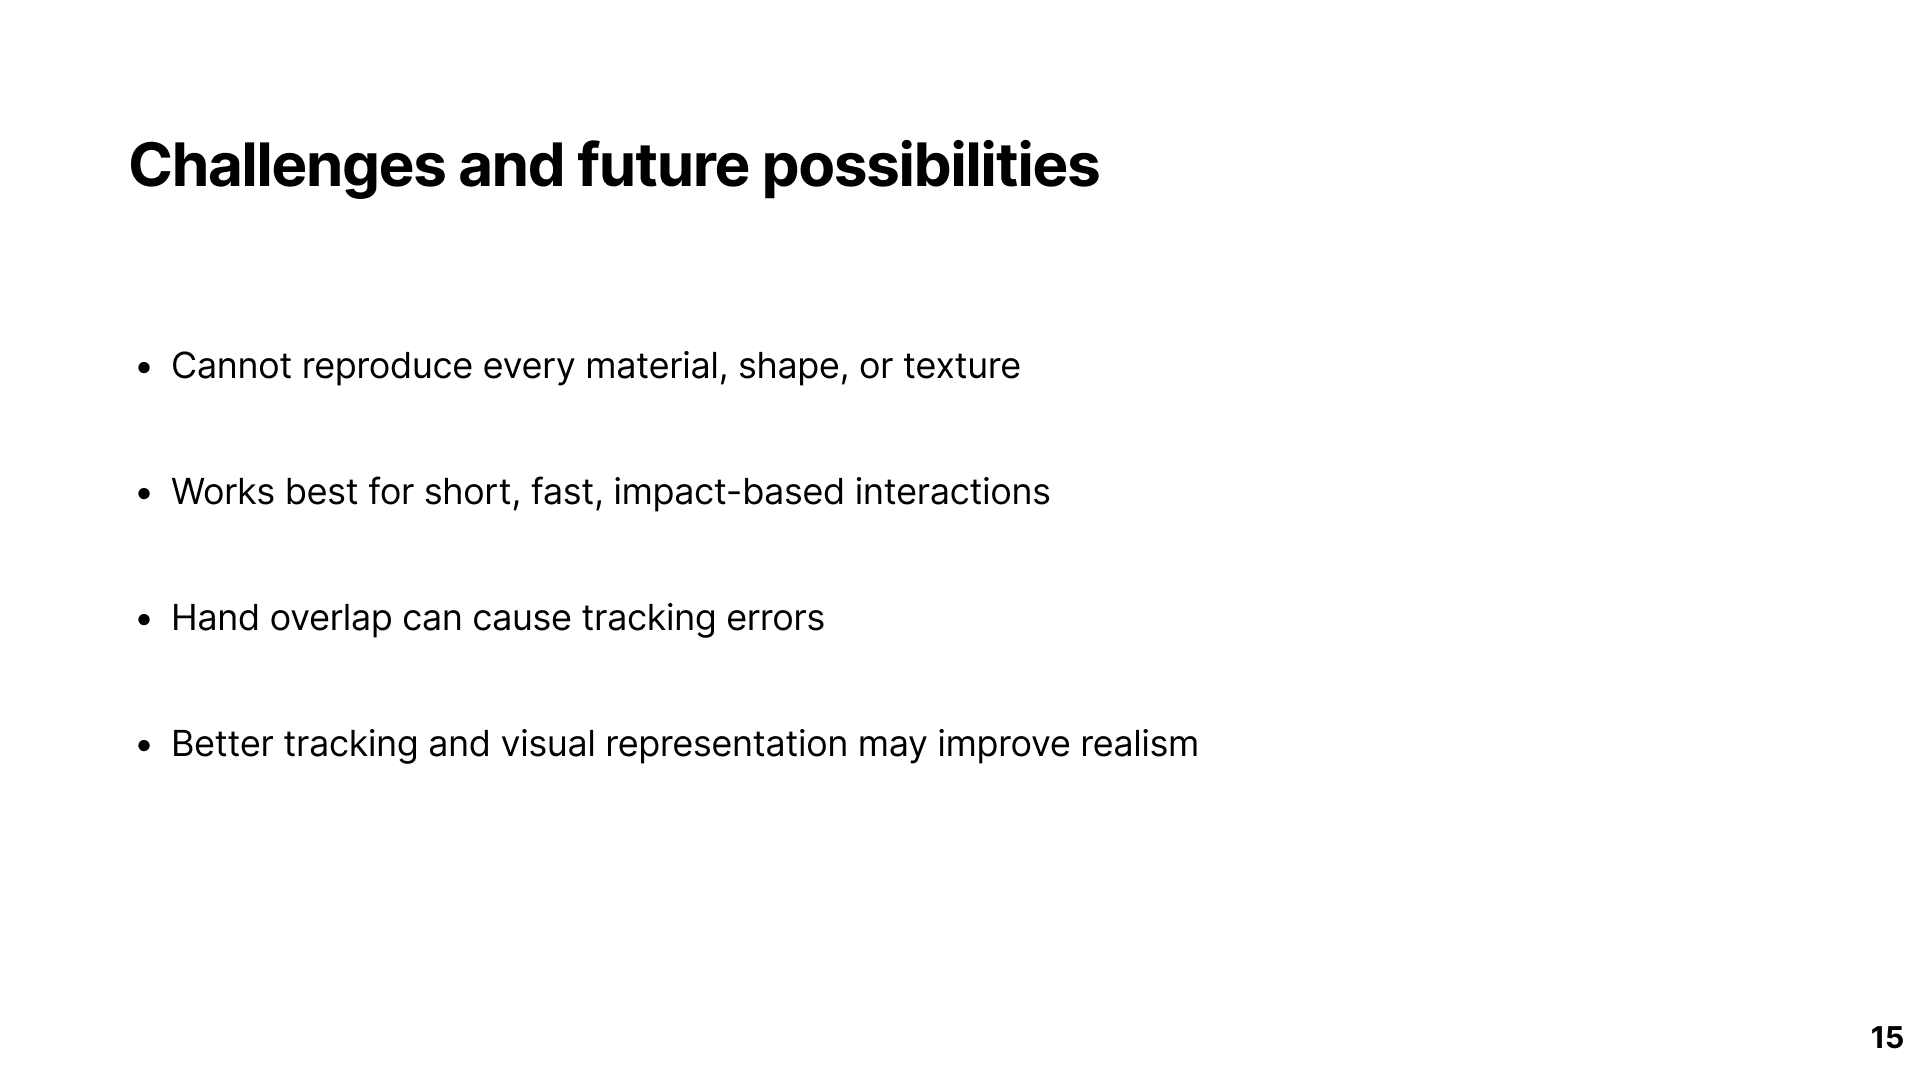 Challenges and future possibilities
• Cannot reproduce every material, shape, or texture
• Works best for short, fast, impact-based interactions
• Hand overlap can cause tracking errors
• Better tracking and visual representation may improve realism
15